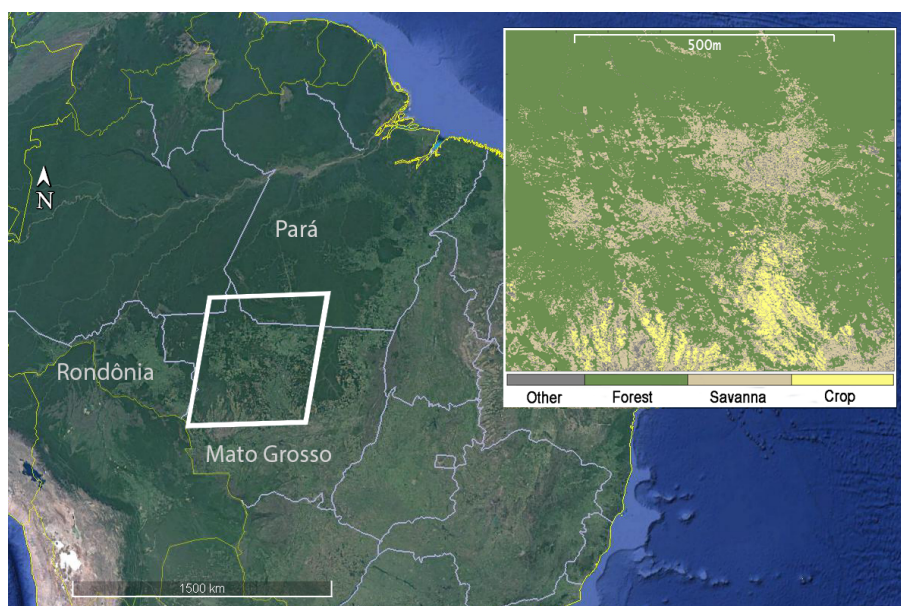 500m
N
Pará
Rondônia
Mato Grosso
Other Forest Savanna Crop
1500 km